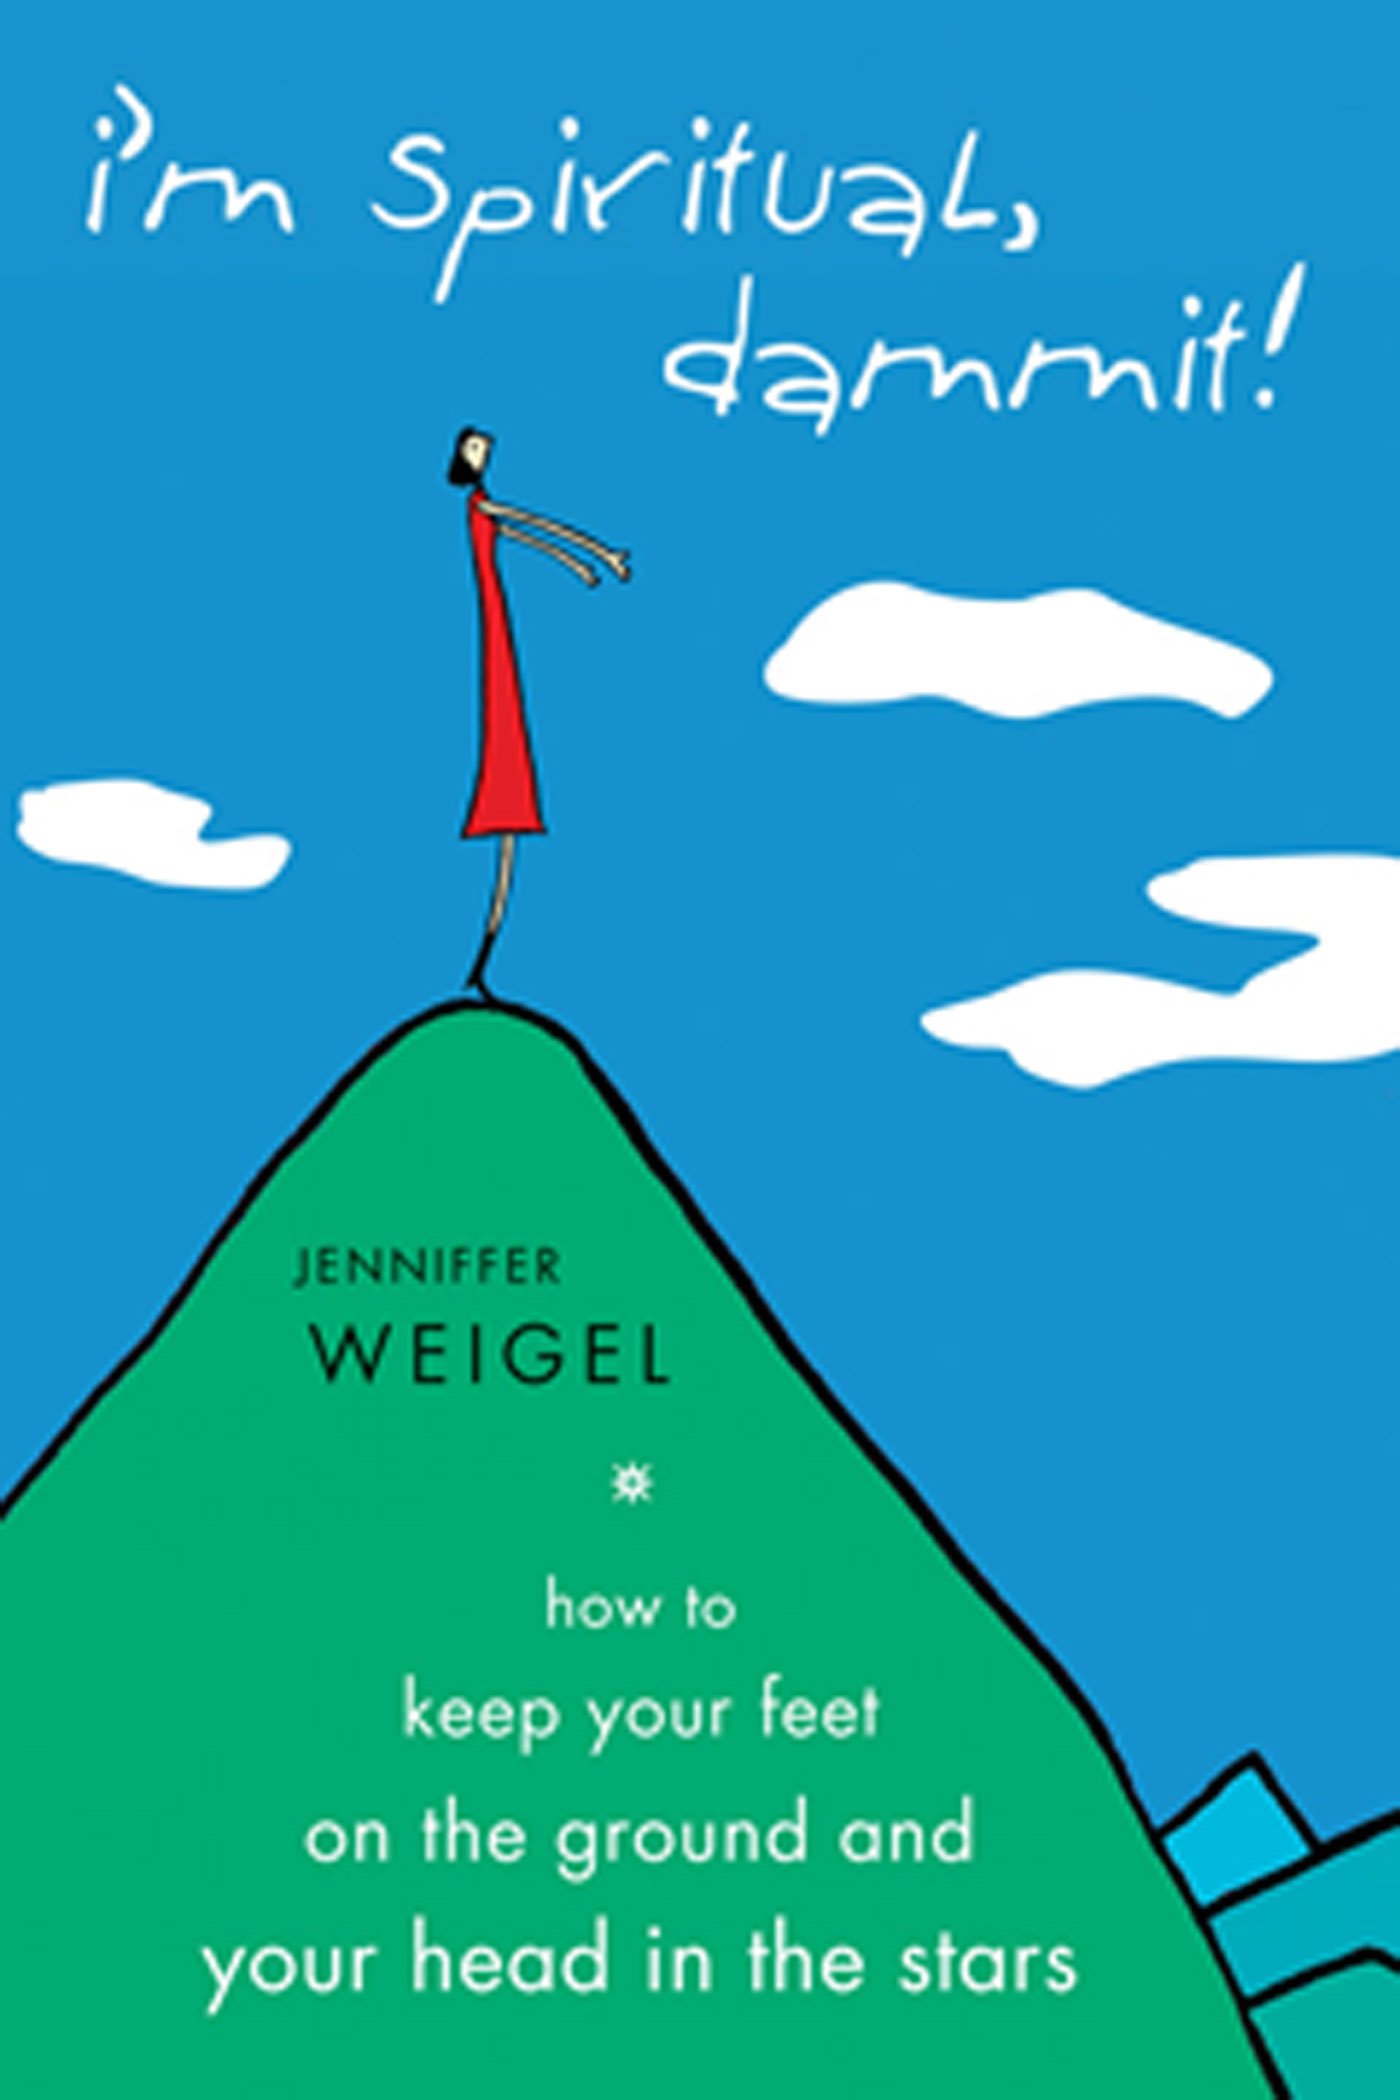 i'm spiritual,
dammit!
JENNIFFER
WEIGEL
how to
keep your feet
on the ground and
your head in the stars